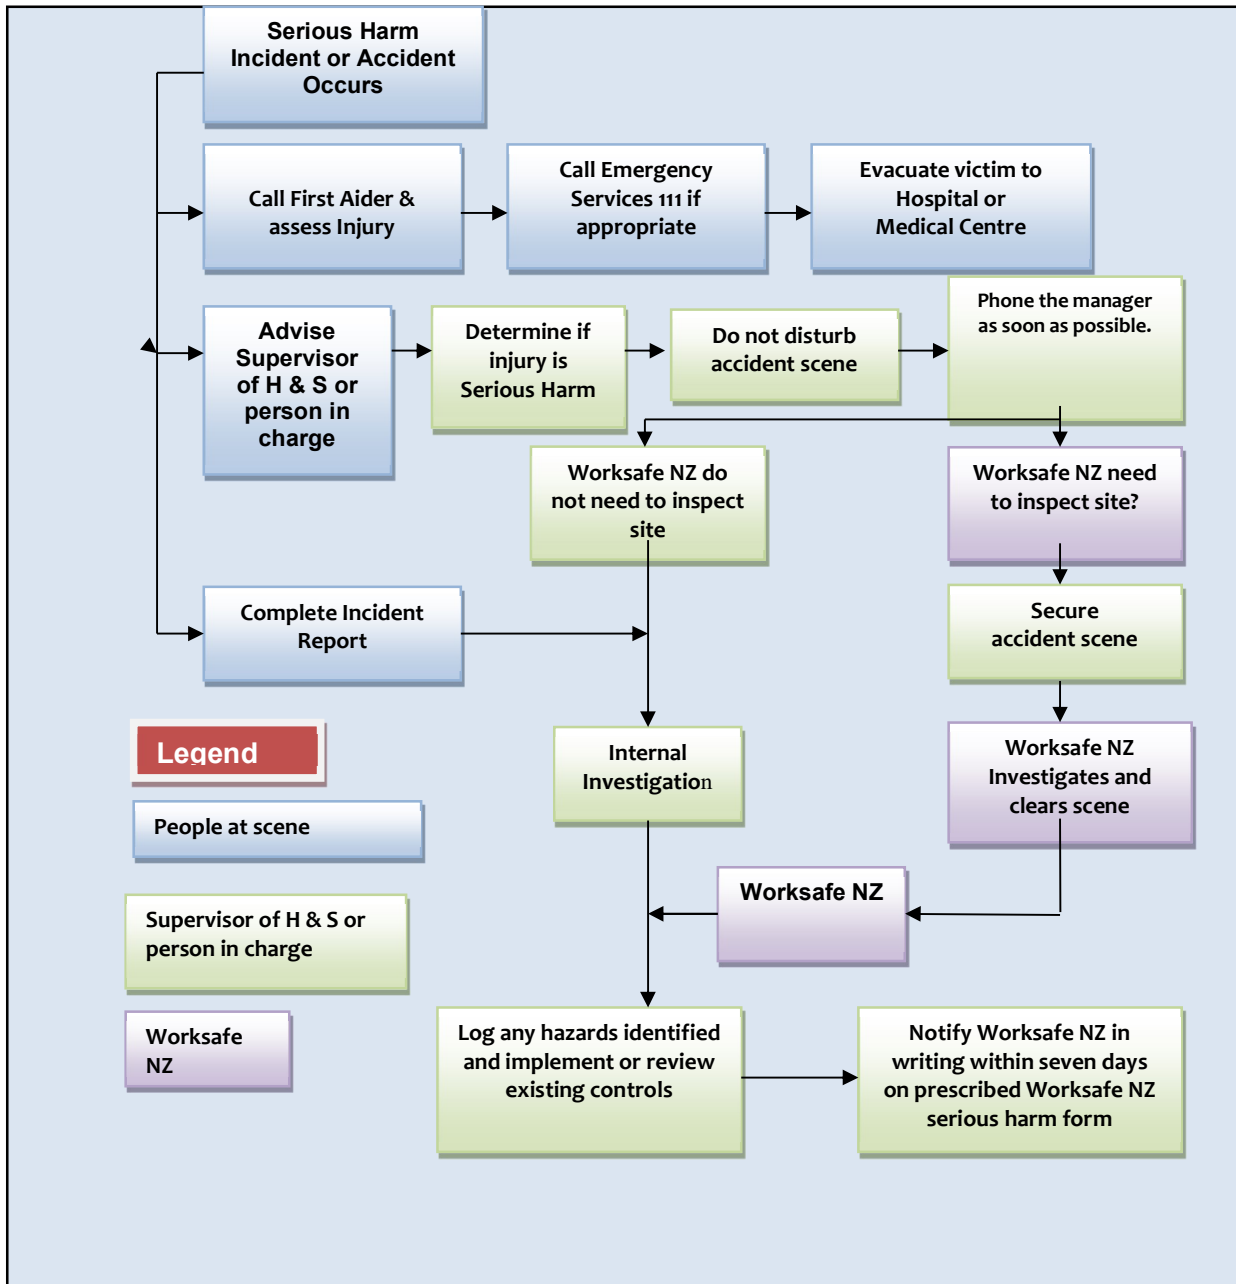 Serious Harm
Incident or Accident
Occurs
Call First Aider &
assess Injury
Call Emergency
Services 111 if
appropriate
Evacuate victim to
Hospital or
Medical Centre
Advise
Supervisor
of H & S or
person in
charge
Determine if
injury is
Serious Harm
Do not disturb
accident scene
Phone the manager
as soon as possible.
Worksafe NZ do
not need to inspect
site
Worksafe NZ need
to inspect site?
Complete Incident
Report
Secure
accident scene
Legend
People at scene
Supervisor of H & S or
person in charge
Worksafe
NZ
Internal
Investigation
Worksafe NZ
Investigates and
clears scene
Worksafe NZ
Log any hazards identified
and implement or review
existing controls
Notify Worksafe NZ in
writing within seven days
on prescribed Worksafe NZ
serious harm form